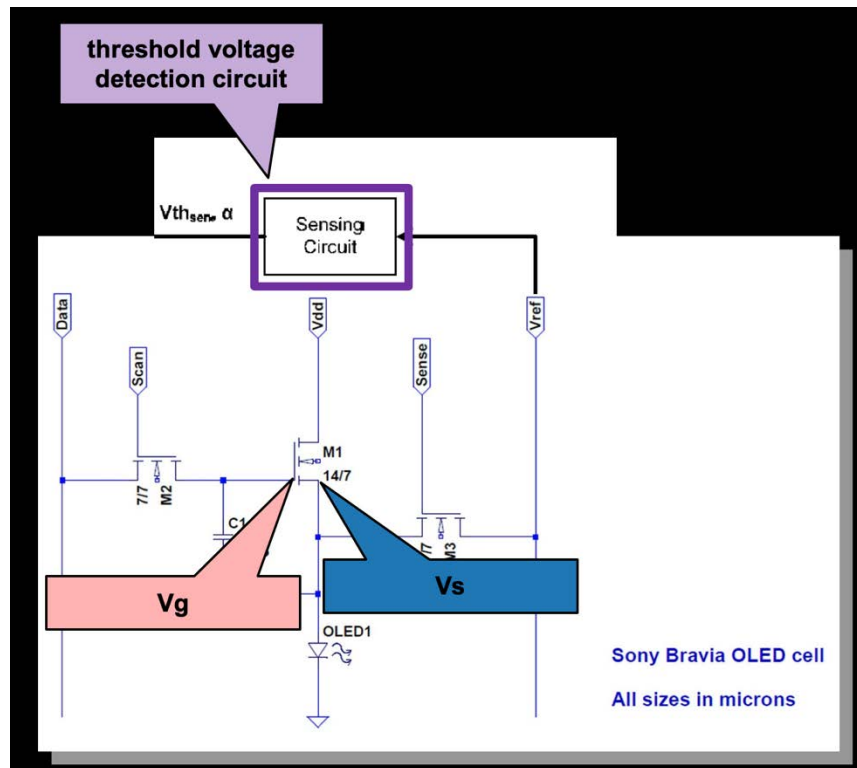 threshold voltage
detection circuit
Vth_sen, α
Sensing
Circuit
Data
Vdd
Vref
Scan
Sense
M1
14/7
7/7
M2
C1
/7
M3
Vg
Vs
OLED1
Sony Bravia OLED cell
All sizes in microns